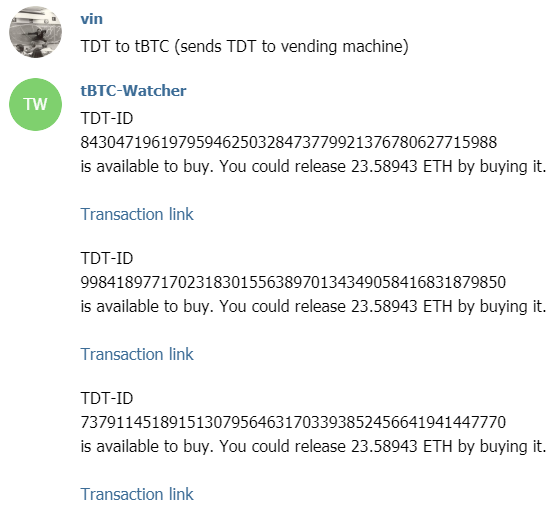 vin
TDT to tBTC (sends TDT to vending machine)
TW
tBTC-Watcher
TDT-ID
84304719619795946250328473779921376780627715988
is available to buy. You could release 23.58943 ETH by buying it.
Transaction link
TDT-ID
998418977170231830155638970134349058416831879850
is available to buy. You could release 23.58943 ETH by buying it.
Transaction link
TDT-ID
737911451891513079564631703393852456641941447770
is available to buy. You could release 23.58943 ETH by buying it.
Transaction link